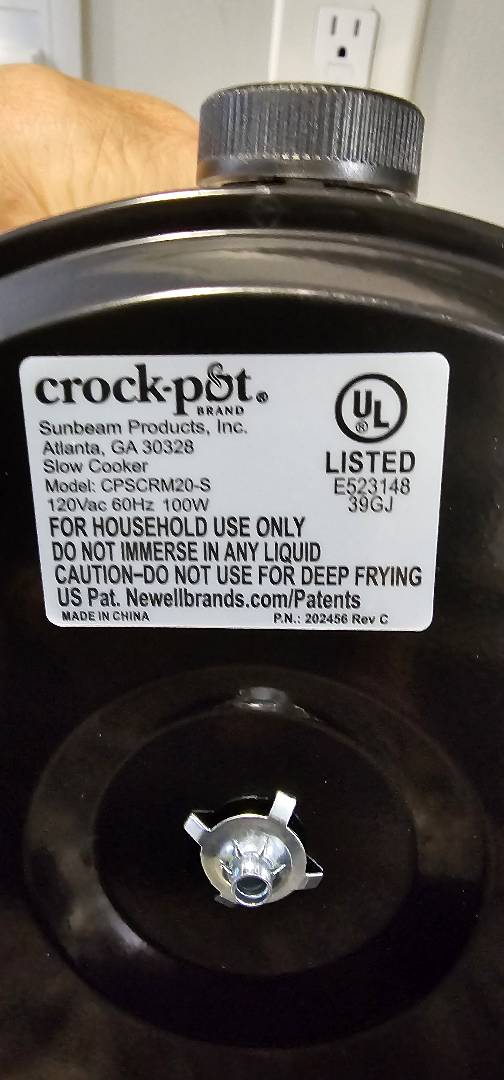 crock-pot®
BRAND
Sunbeam Products, Inc.
Atlanta, GA 30328
Slow Cooker
Model: CPSCRM20-S
120Vac 60Hz 100W
UL®
LISTED
E523148
39GJ
FOR HOUSEHOLD USE ONLY
DO NOT IMMERSE IN ANY LIQUID
CAUTION–DO NOT USE FOR DEEP FRYING
US Pat. Newellbrands.com/Patents
MADE IN CHINA P.N.: 202456 Rev C